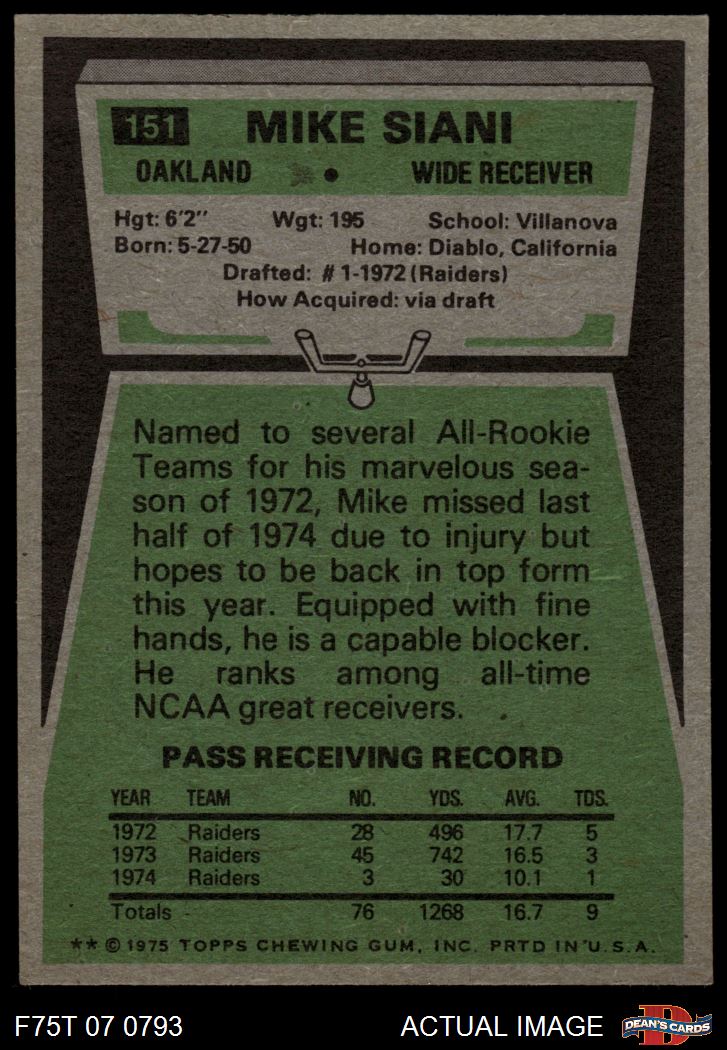 151 MIKE SIANI
OAKLAND • WIDE RECEIVER
Hgt: 6'2" Wgt: 195 School: Villanova
Born: 5-27-50 Home: Diablo, California
Drafted: # 1-1972 (Raiders)
How Acquired: via draft
Named to several All-Rookie
Teams for his marvelous sea-
son of 1972, Mike missed last
half of 1974 due to injury but
hopes to be back in top form
this year. Equipped with fine
hands, he is a capable blocker.
He ranks among all-time
NCAA great receivers.
PASS RECEIVING RECORD
YEAR TEAM NO. YDS. AVG. TDS.
1972 Raiders 28 496 17.7 5
1973 Raiders 45 742 16.5 3
1974 Raiders 3 30 10.1 1
Totals 76 1268 16.7 9
** © 1975 TOPPS CHEWING GUM, INC. PRTD IN U.S.A.
F75T 07 0793 ACTUAL IMAGE D DEAN'S CARDS